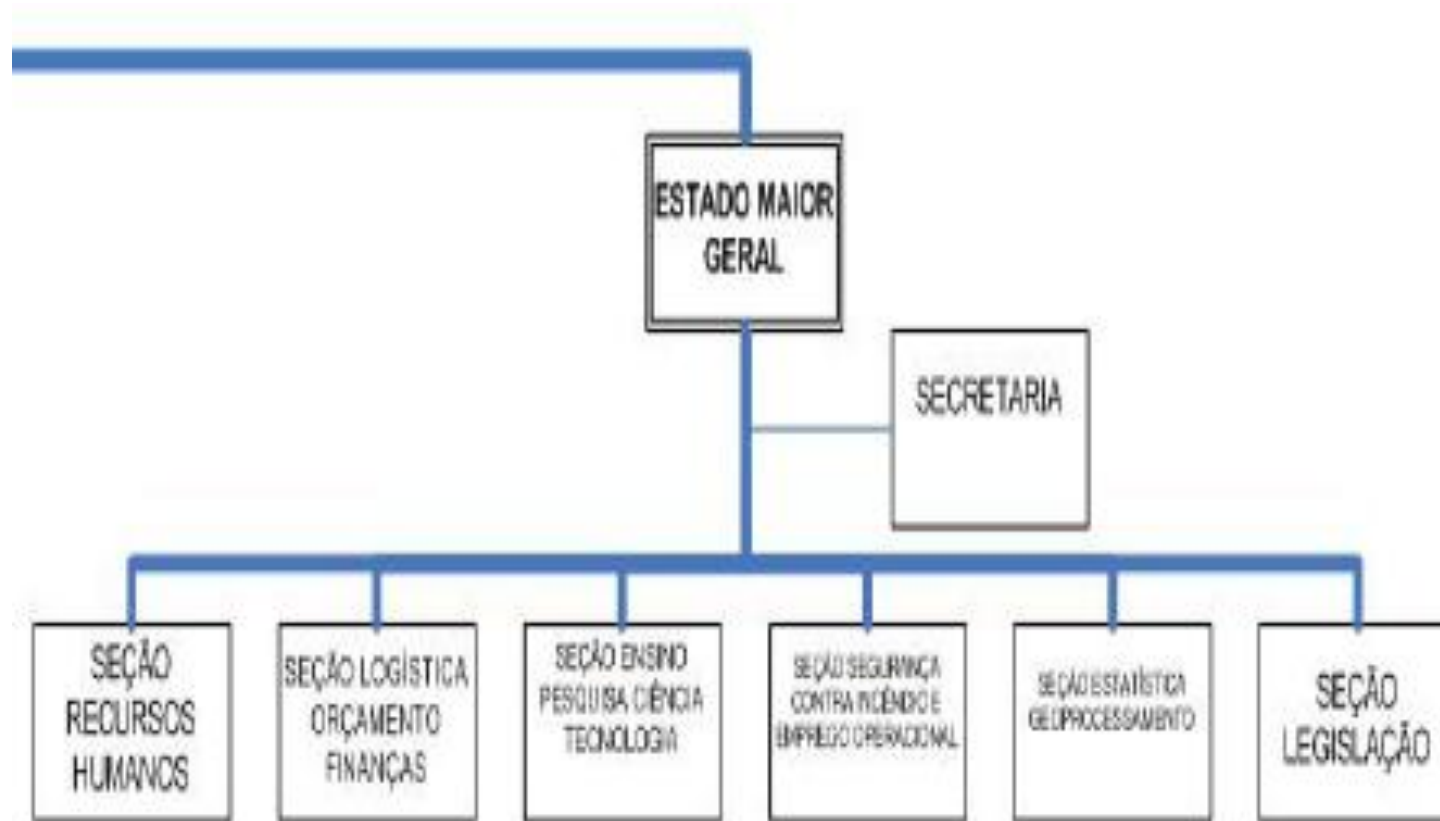 ESTADO MAIOR
GERAL
SECRETARIA
SEÇÃO
RECURSOS
HUMANOS
SEÇÃO LOGÍSTICA
ORÇAMENTO
FINANÇAS
SEÇÃO ENSINO
PESQUISA CIÊNCIA
TECNOLOGIA
SEÇÃO SEGURANÇA
CONTRA INCÊNDIO E
EMPREGO OPERACIONAL
SEÇÃO ESTATÍSTICA
GEOPROCESSAMENTO
SEÇÃO
LEGISLAÇÃO